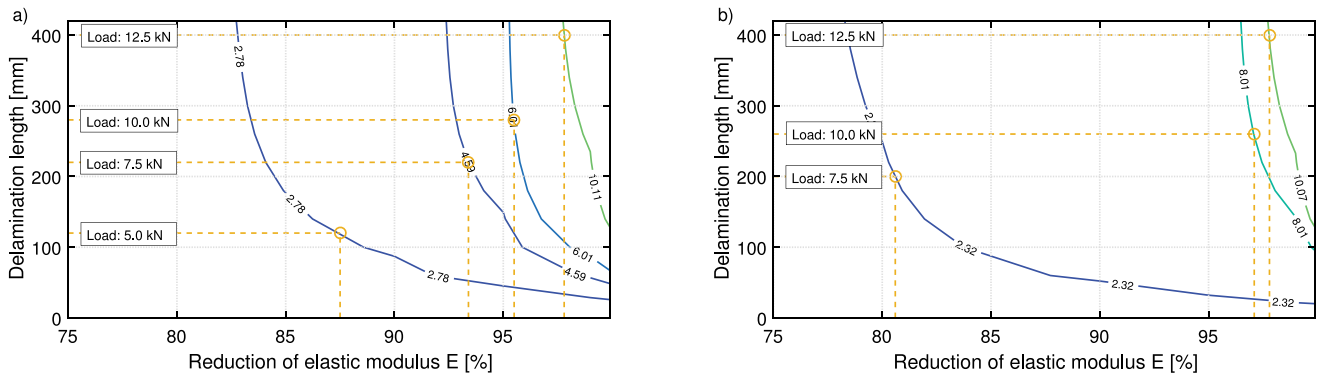 a)
Delamination length [mm]
400
300
200
100
0
Load: 12.5 kN
Load: 10.0 kN
Load: 7.5 kN
Load: 5.0 kN
2.78
2.78
2.78
4.59
4.59
6.01
6.01
10.11
75
80
85
90
95
Reduction of elastic modulus E [%]
b)
Delamination length [mm]
400
300
200
100
0
Load: 12.5 kN
Load: 10.0 kN
Load: 7.5 kN
2.32
2.32
2.32
8.01
8.01
10.07
75
80
85
90
95
Reduction of elastic modulus E [%]